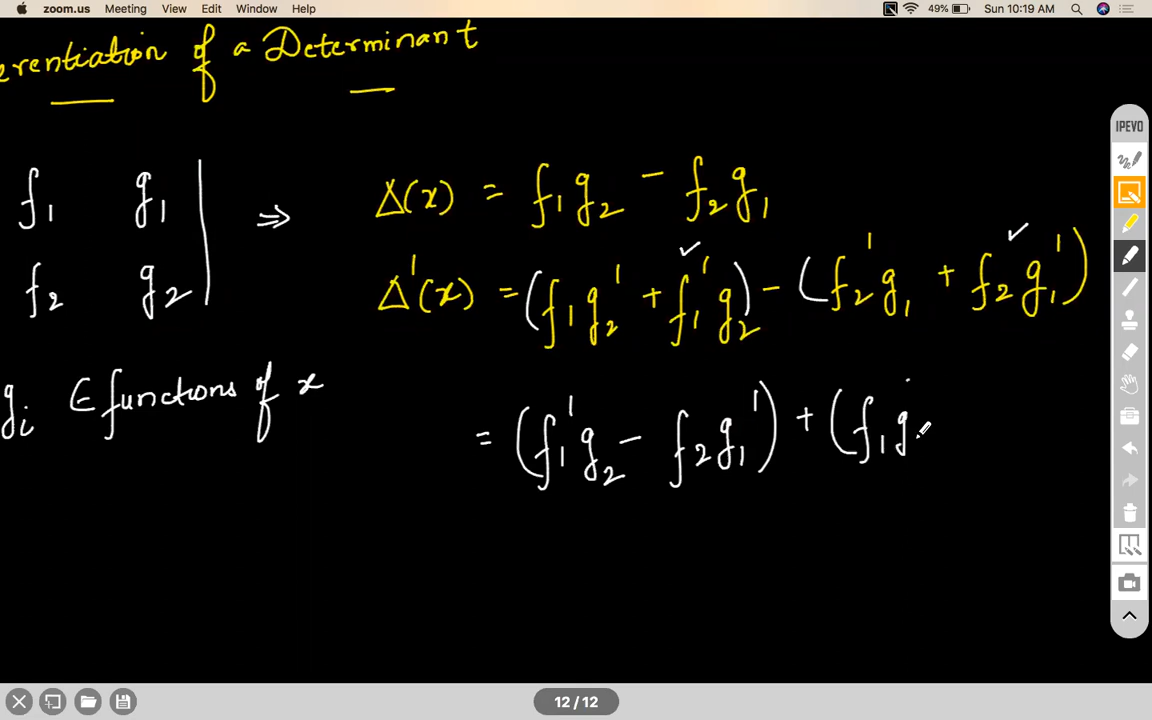 zoom.us Meeting View Edit Window Help 49% Sun 10:19 AM
erentiation of a Determinant
IPEVO
f₁ g₁ ⇒ Δ(x) = f₁g₂ - f₂g₁
f₂ g₂ Δ'(x) = (f₁g₂' + f₁'g₂) - (f₂'g₁ + f₂g₁')
gᵢ ∈ functions of x
= (f₁'g₂ - f₂g₁') + (f₁g
12 / 12